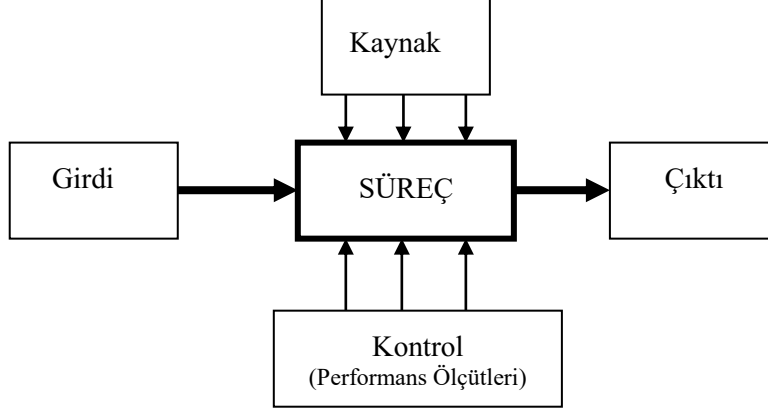 Kaynak
Girdi
SÜREÇ
Çıktı
Kontrol
(Performans Ölçütleri)